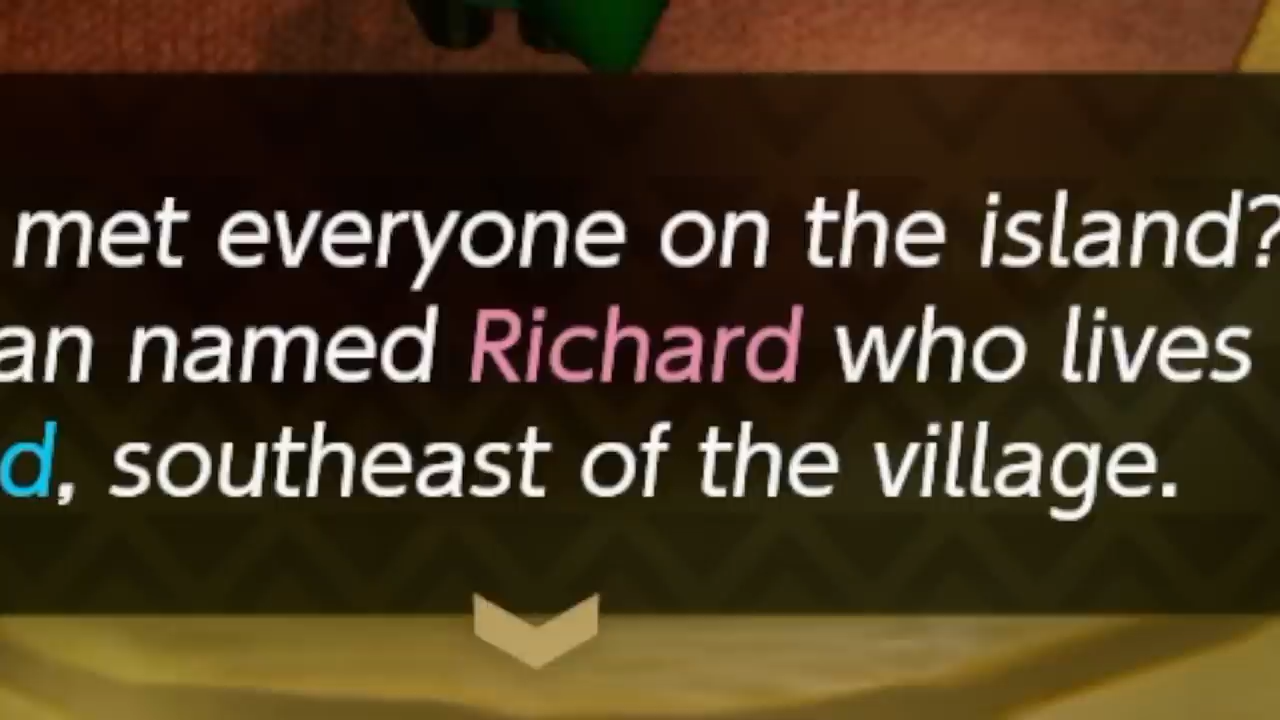 met everyone on the island?
an named Richard who lives
d, southeast of the village.